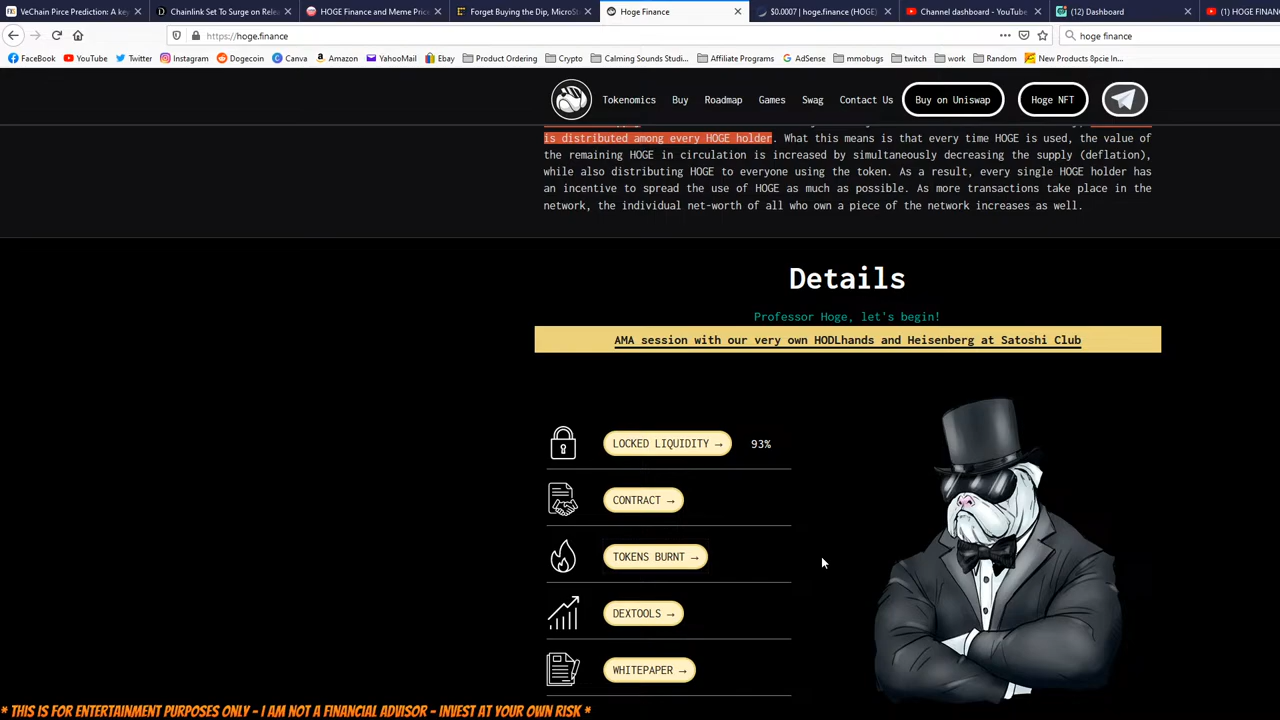 VeChain Pirce Prediction: A key
Chainlink Set To Surge on Relea
HOGE Finance and Meme Price
Forget Buying the Dip, MicroSt
Hoge Finance
$0.0007 | hoge.finance (HOGE)
Channel dashboard - YouTube
(12) Dashboard
(1) HOGE FINAN
https://hoge.finance
hoge finance
FaceBook YouTube Twitter Instagram Dogecoin Canva Amazon YahooMail Ebay Product Ordering Crypto Calming Sounds Studi... Affiliate Programs AdSense mmobugs twitch work Random New Products 8pcie In...
Tokenomics Buy Roadmap Games Swag Contact Us Buy on Uniswap Hoge NFT
is distributed among every HOGE holder. What this means is that every time HOGE is used, the value of
the remaining HOGE in circulation is increased by simultaneously decreasing the supply (deflation),
while also distributing HOGE to everyone using the token. As a result, every single HOGE holder has
an incentive to spread the use of HOGE as much as possible. As more transactions take place in the
network, the individual net-worth of all who own a piece of the network increases as well.
Details
Professor Hoge, let's begin!
AMA session with our very own HODLhands and Heisenberg at Satoshi Club
LOCKED LIQUIDITY → 93%
CONTRACT →
TOKENS BURNT →
DEXTOOLS →
WHITEPAPER →
* THIS IS FOR ENTERTAINMENT PURPOSES ONLY - I AM NOT A FINANCIAL ADVISOR - INVEST AT YOUR OWN RISK *